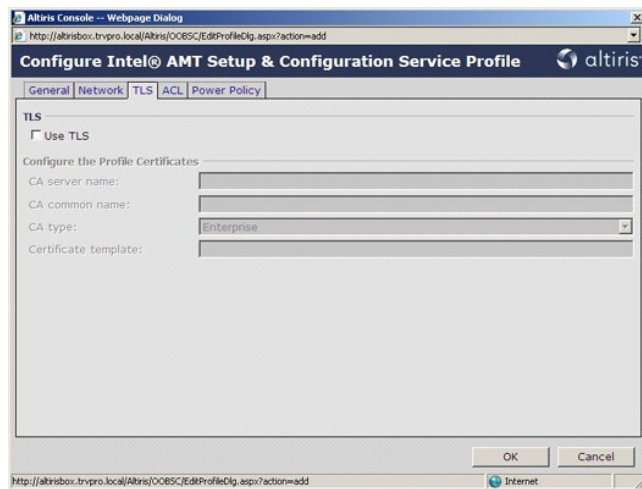 Altiris Console -- Webpage Dialog
http://altirisbox.trvpro.local/Altiris/OOBSC/EditProfileDlg.aspx?action=add
Configure Intel® AMT Setup & Configuration Service Profile altiris
General Network TLS ACL Power Policy
TLS
Use TLS
Configure the Profile Certificates
CA server name:
CA common name:
CA type: Enterprise
Certificate template:
OK Cancel
http://altirisbox.trvpro.local/Altiris/OOBSC/EditProfileDlg.aspx?action=add Internet